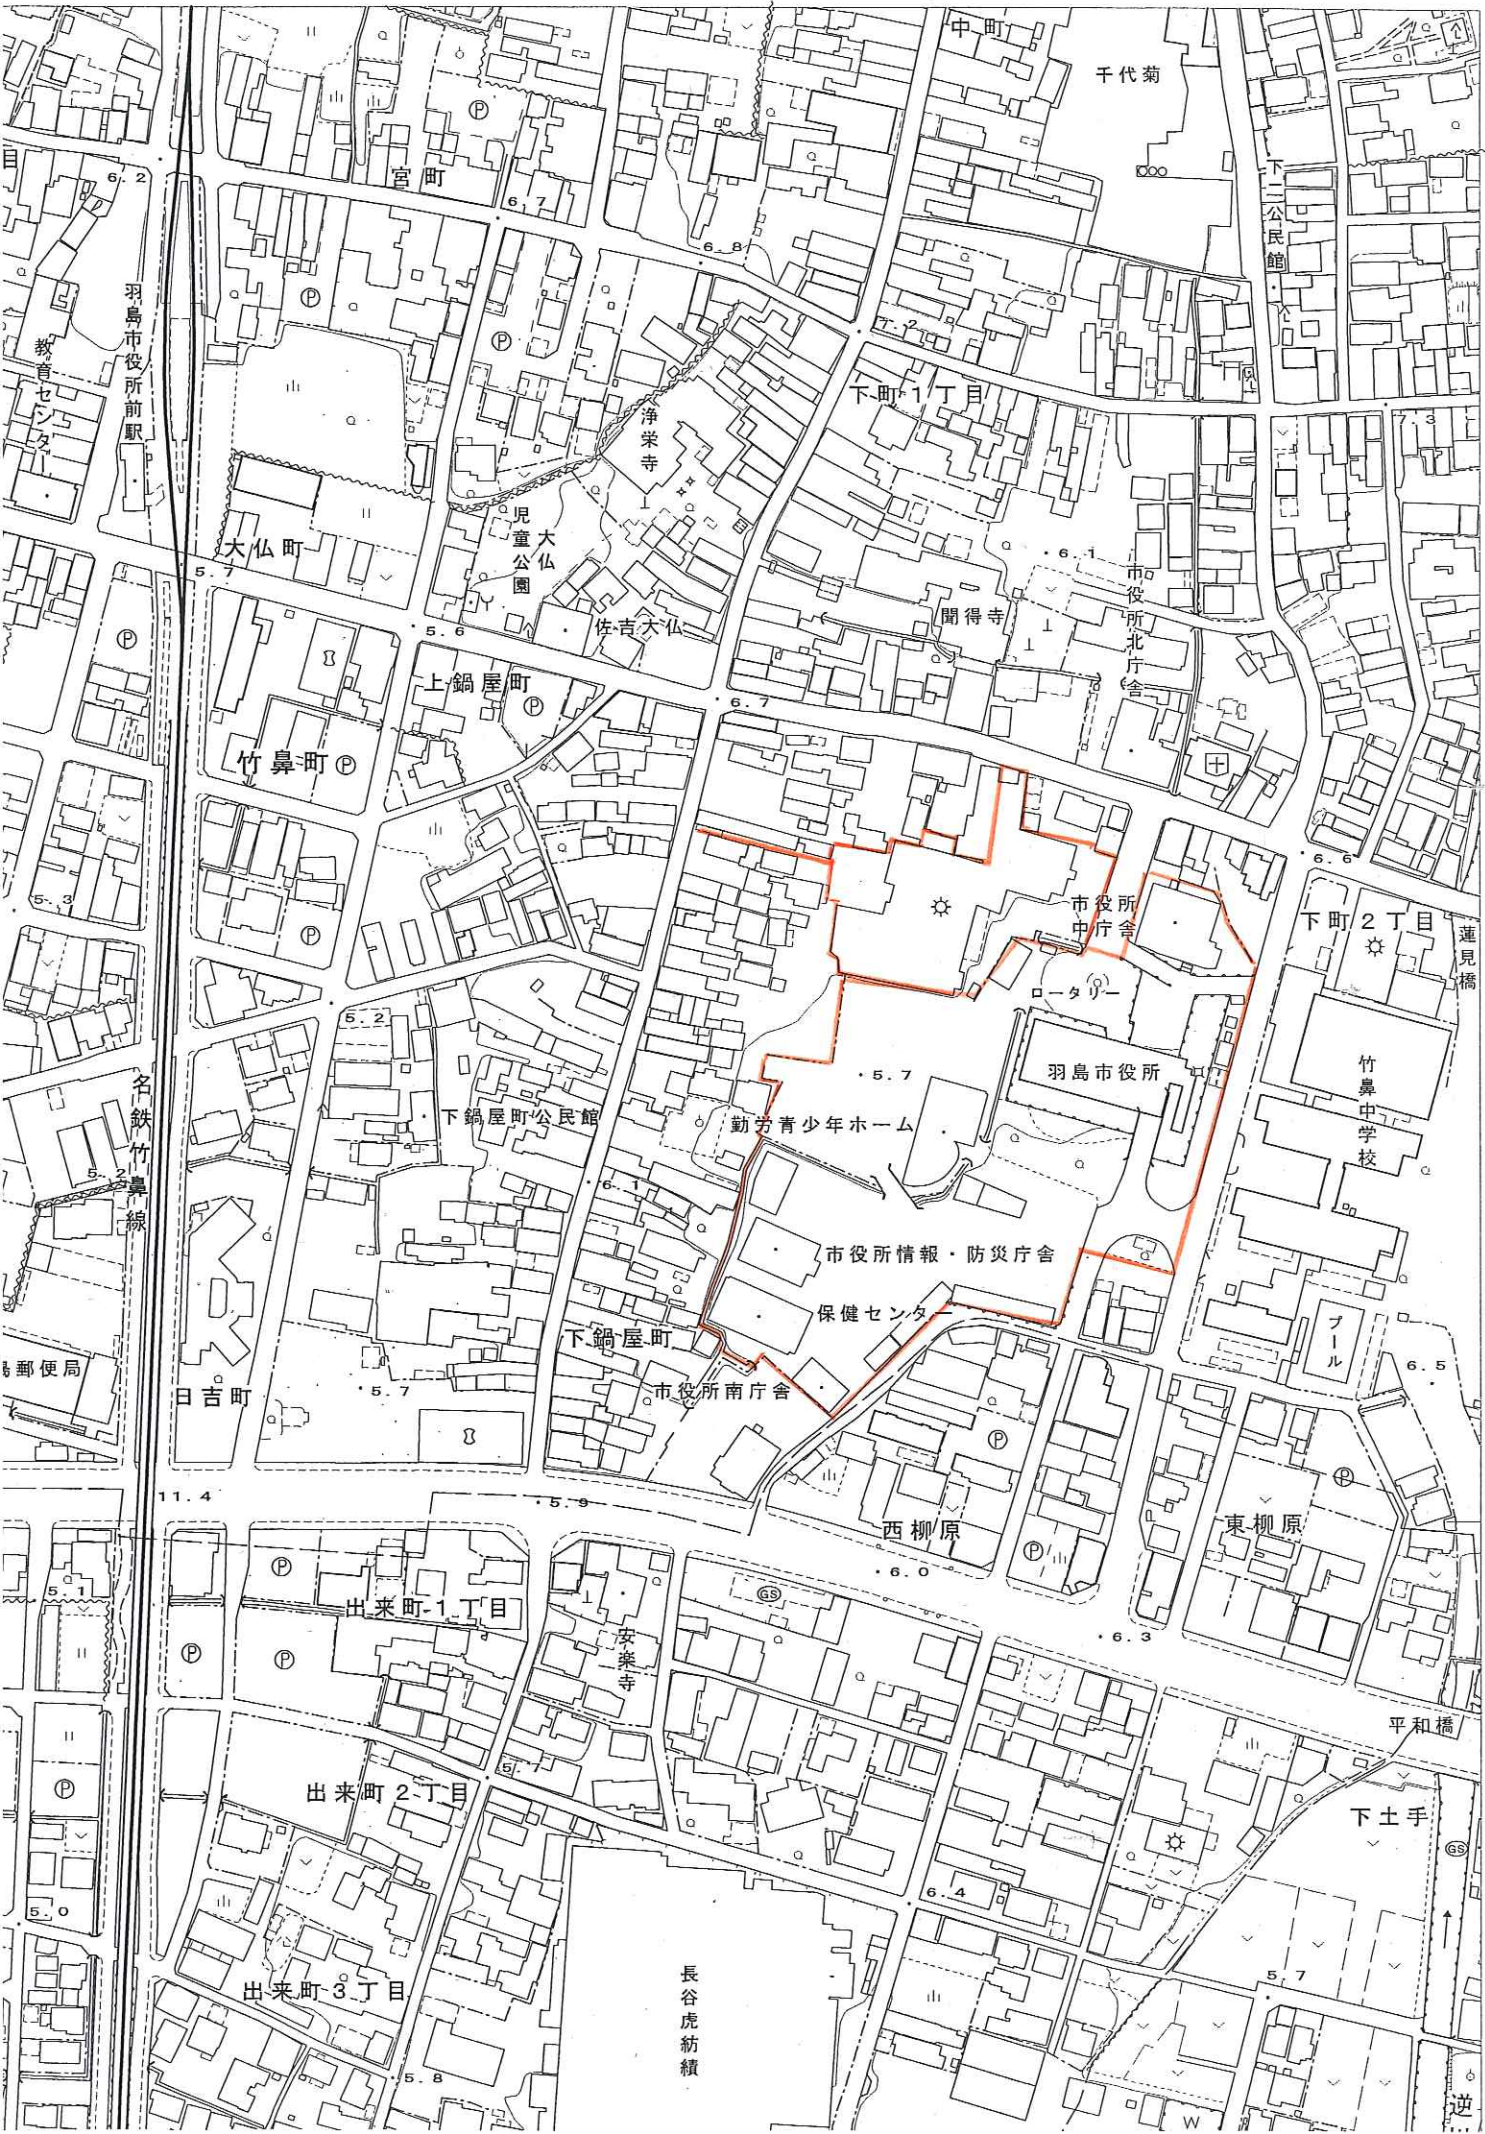 中町
千代菊
宮町
6.2
6.7
6.8
下二公民館
7.2
羽島市役所前駅
教育センター
下町1丁目
7.3
浄栄寺
大仏
児童公園
6.1
大仏町
5.7
聞得寺
市役所北庁舎
5.6
佐吉大仏
上鍋屋町
6.7
竹鼻町
6.6
5.3
市役所
中庁舎
下町2丁目
蓮見橋
ロータリー
5.2
5.7
羽島市役所
竹鼻中学校
名鉄竹鼻線
下鍋屋町公民館
勤労青少年ホーム
5.2
6.1
市役所情報・防災庁舎
保健センター
下鍋屋町
プール
6.5
郵便局
日吉町
5.7
市役所南庁舎
11.4
5.9
西柳原
東柳原
6.0
GS
5.1
出来町1丁目
安楽寺
6.3
平和橋
5.7
出来町2丁目
下土手
GS
5.0
6.4
出来町3丁目
長谷虎紡績
5.7
5.8
逆
W